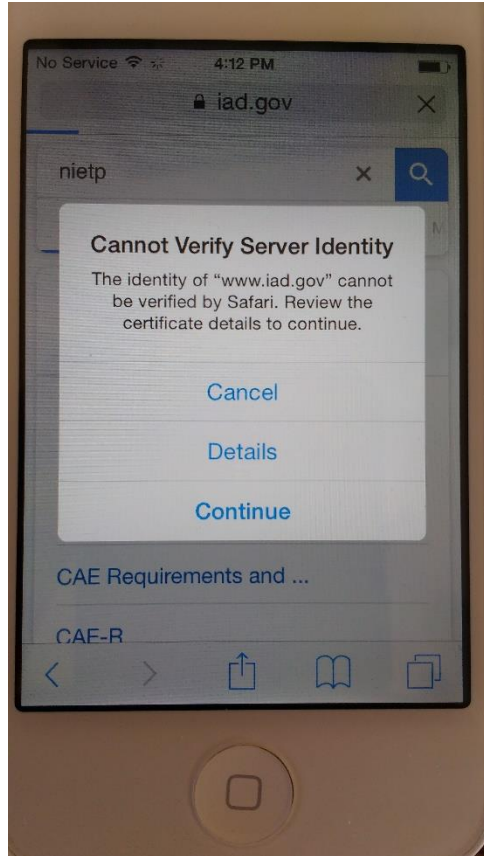 No Service 4:12 PM
iad.gov
nietp
M
Cannot Verify Server Identity
The identity of “www.iad.gov” cannot
be verified by Safari. Review the
certificate details to continue.
Cancel
Details
Continue
CAE Requirements and ...
CAE-R